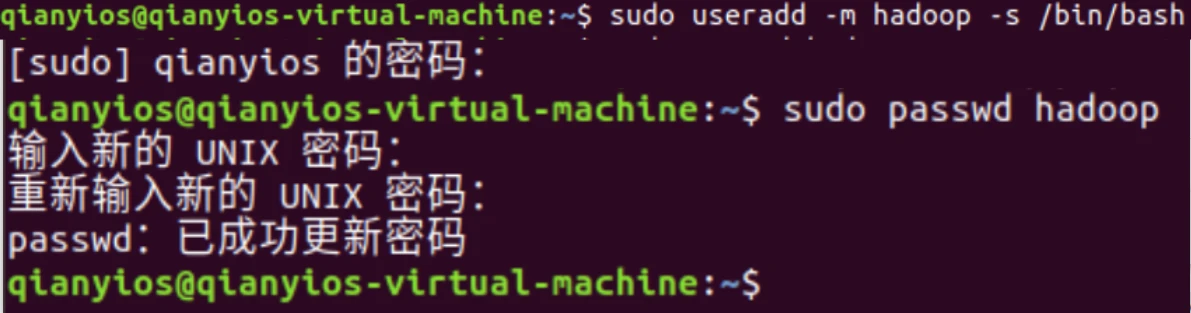 qianyios@qianyios-virtual-machine:~$ sudo useradd -m hadoop -s /bin/bash
[sudo] qianyios 的密码：
qianyios@qianyios-virtual-machine:~$ sudo passwd hadoop
输入新的 UNIX 密码：
重新输入新的 UNIX 密码：
passwd：已成功更新密码
qianyios@qianyios-virtual-machine:~$